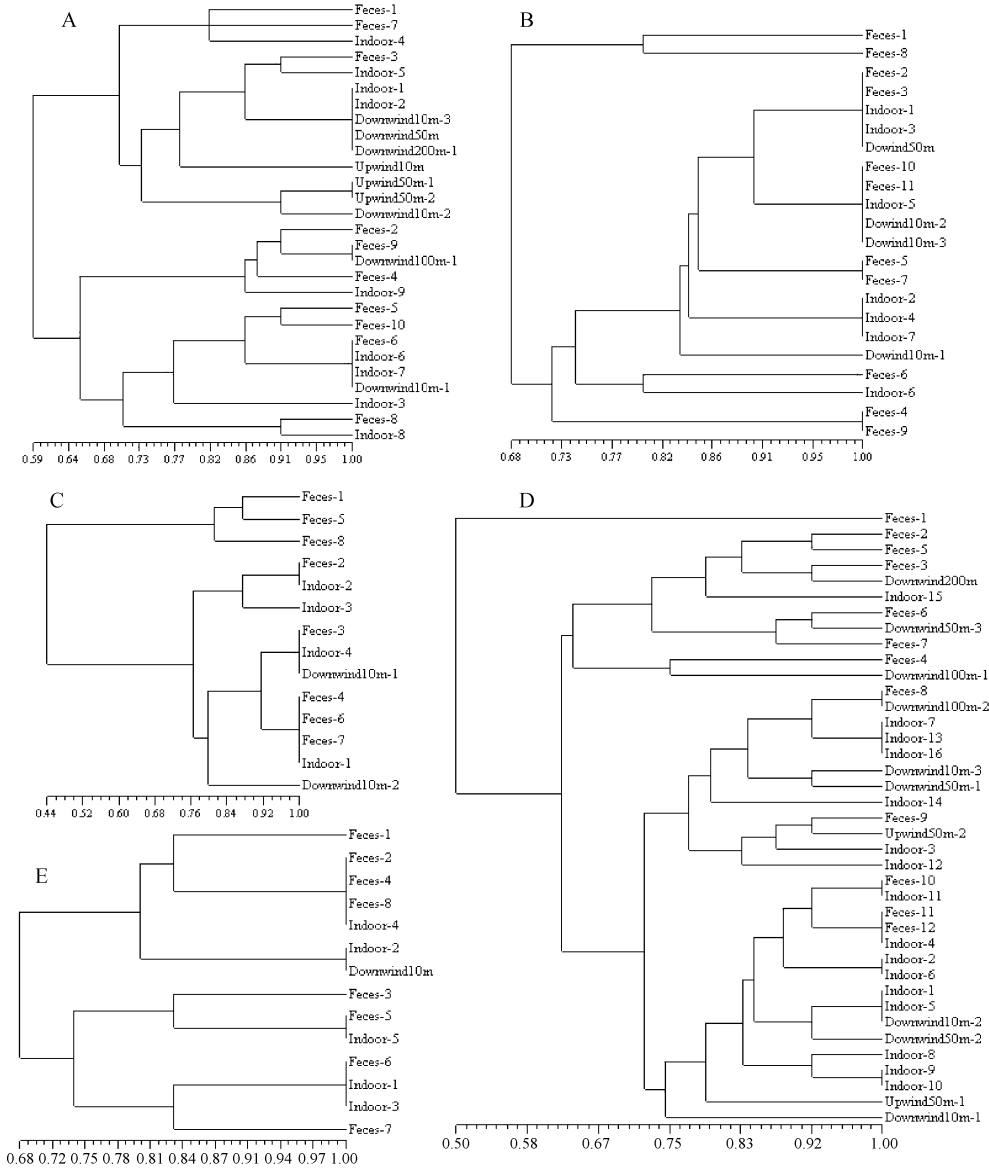 A
Feces-1
Feces-7
Indoor-4
Feces-3
Indoor-5
Indoor-1
Indoor-2
Downwind10m-3
Downwind50m
Downwind200m-1
Upwind10m
Upwind50m-1
Upwind50m-2
Downwind10m-2
Feces-2
Feces-9
Downwind100m-1
Feces-4
Indoor-9
Feces-5
Feces-10
Feces-6
Indoor-6
Indoor-7
Downwind10m-1
Indoor-3
Feces-8
Indoor-8
0.59 0.64 0.68 0.73 0.77 0.82 0.86 0.91 0.95 1.00
B
Feces-1
Feces-8
Feces-2
Feces-3
Indoor-1
Indoor-3
Dowind50m
Feces-10
Feces-11
Indoor-5
Dowind10m-2
Dowind10m-3
Feces-5
Feces-7
Indoor-2
Indoor-4
Indoor-7
Dowind10m-1
Feces-6
Indoor-6
Feces-4
Feces-9
0.68 0.73 0.77 0.82 0.86 0.91 0.95 1.00
C
Feces-1
Feces-5
Feces-8
Feces-2
Indoor-2
Indoor-3
Feces-3
Indoor-4
Downwind10m-1
Feces-4
Feces-6
Feces-7
Indoor-1
Downwind10m-2
0.44 0.52 0.60 0.68 0.76 0.84 0.92 1.00
D
Feces-1
Feces-2
Feces-5
Feces-3
Downwind200m
Indoor-15
Feces-6
Downwind50m-3
Feces-7
Feces-4
Downwind100m-1
Feces-8
Downwind100m-2
Indoor-7
Indoor-13
Indoor-16
Downwind10m-3
Downwind50m-1
Indoor-14
Feces-9
Upwind50m-2
Indoor-3
Indoor-12
Feces-10
Indoor-11
Feces-11
Feces-12
Indoor-4
Indoor-2
Indoor-6
Indoor-1
Indoor-5
Downwind10m-2
Downwind50m-2
Indoor-8
Indoor-9
Indoor-10
Upwind50m-1
Downwind10m-1
0.50 0.58 0.67 0.75 0.83 0.92 1.00
E
Feces-1
Feces-2
Feces-4
Feces-8
Indoor-4
Indoor-2
Downwind10m
Feces-3
Feces-5
Indoor-5
Feces-6
Indoor-1
Indoor-3
Feces-7
0.68 0.72 0.78 0.81 0.84 0.87 0.91 0.94 0.97 1.00